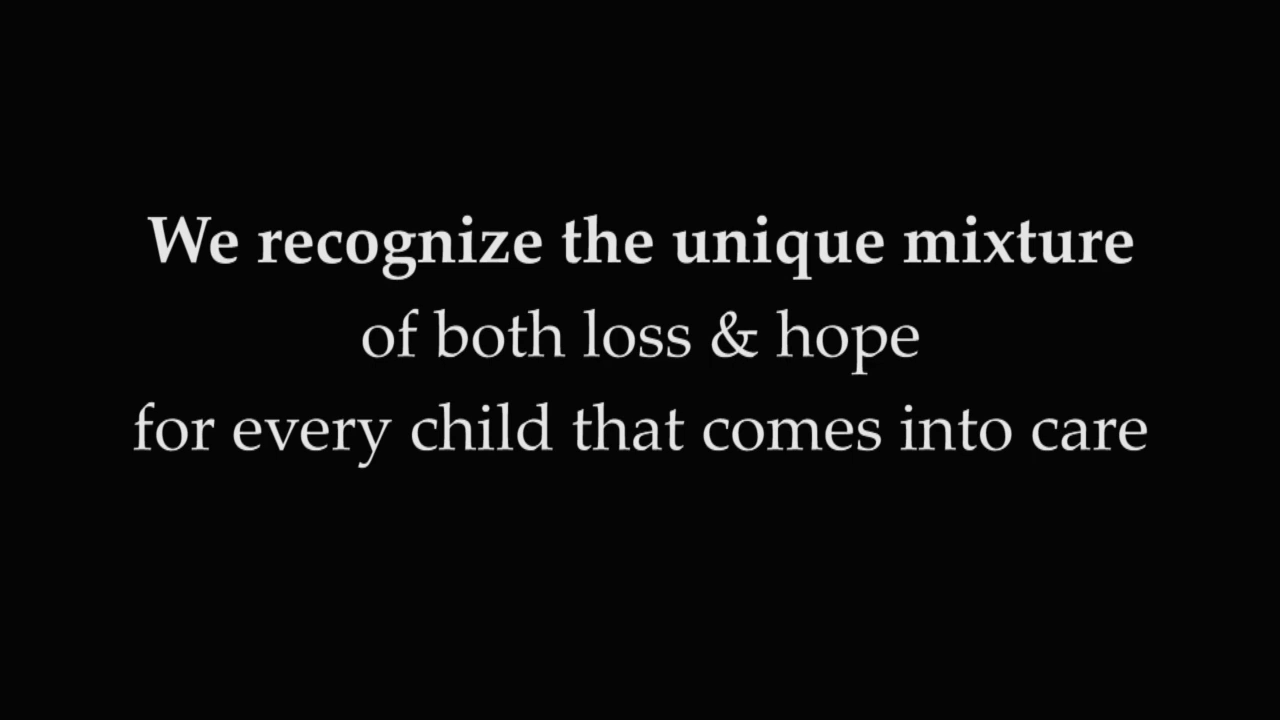 We recognize the unique mixture
of both loss & hope
for every child that comes into care